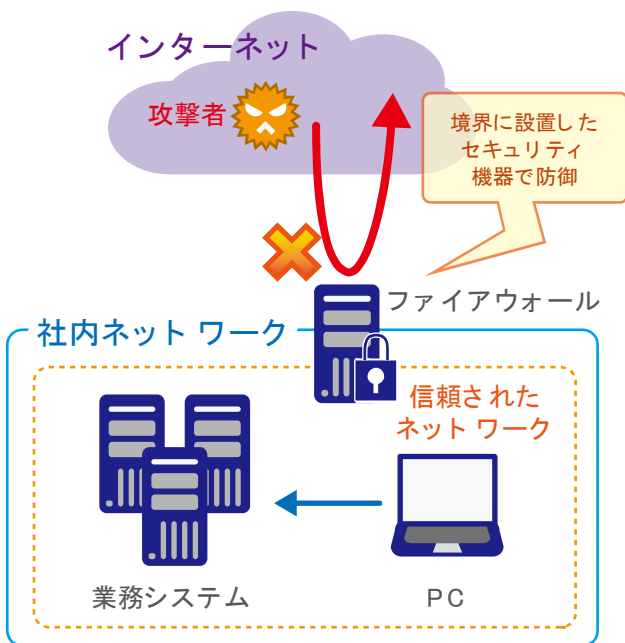 インターネット
攻撃者
境界に設置した
セキュリティ
機器で防御
ファイアウォール
社内ネットワーク
信頼された
ネットワーク
業務システム
PC